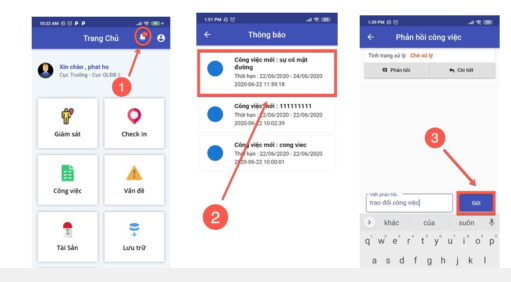 10:22 AM
Trang Chủ
Xin chào , phat ho
Cục Trưởng - Cục QLĐB I
1
Giám sát
Check In
Công việc
Vấn đề
Tài Sản
Lưu trữ
1:51 PM
Thông báo
Công việc mới : sự cố mặt đường
Thời hạn : 22/06/2020 - 24/06/2020
2020-06-22 11:59:18
Công việc mới : 111111111
Thời hạn : 22/06/2020 - 22/06/2020
2020-06-22 10:02:39
Công việc mới : cong viec
Thời hạn : 22/06/2020 - 22/06/2020
2020-06-22 10:00:01
2
1:39 PM
Phản hồi công việc
Tình trạng xử lý: Chờ xử lý
Phản hồi
Chi tiết
3
Viết phản hồi...
trao đổi công việc
Gửi
khác của suôn
q w e r t y u i o p
a s d f g h j k l